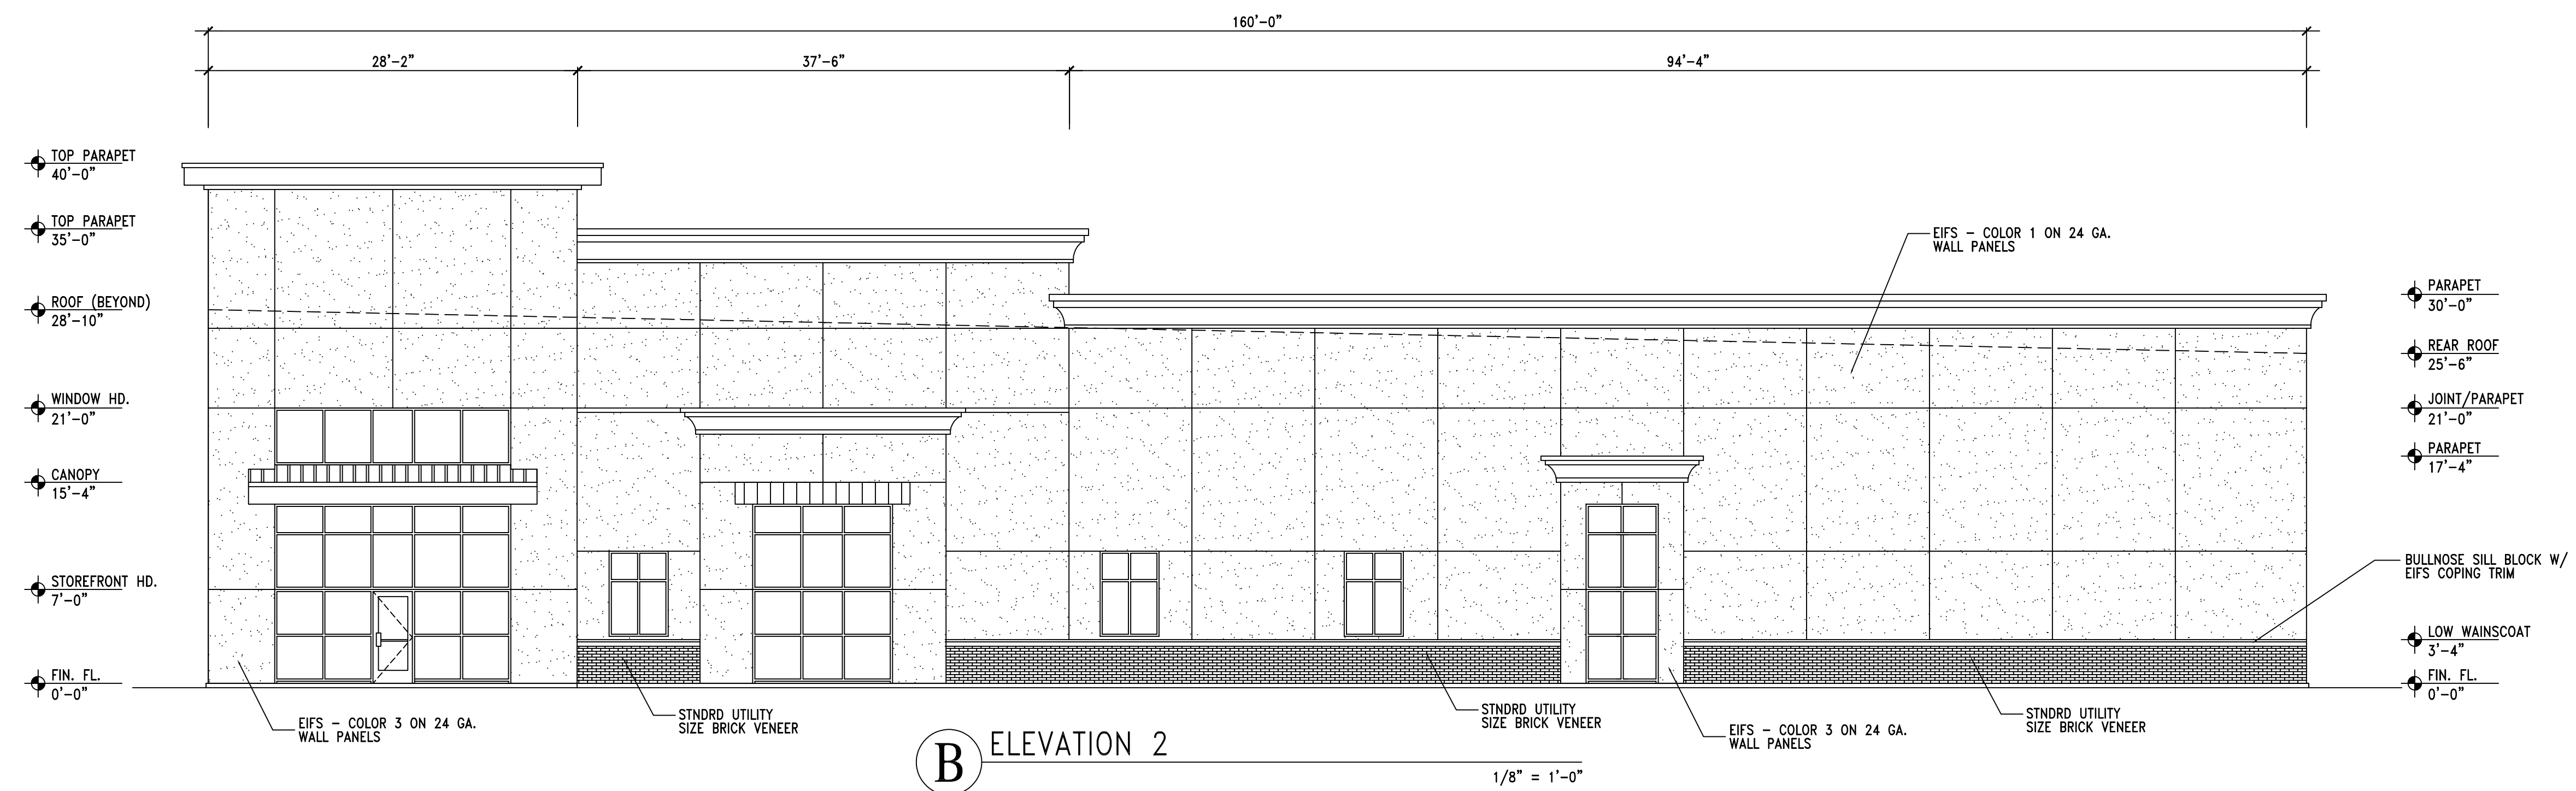 160'-0"
28'-2"
37'-6"
94'-4"
TOP PARAPET
40'-0"
TOP PARAPET
35'-0"
ROOF (BEYOND)
28'-10"
WINDOW HD.
21'-0"
CANOPY
15'-4"
STOREFRONT HD.
7'-0"
FIN. FL.
0'-0"
EIFS - COLOR 1 ON 24 GA.
WALL PANELS
PARAPET
30'-0"
REAR ROOF
25'-6"
JOINT/PARAPET
21'-0"
PARAPET
17'-4"
BULLNOSE SILL BLOCK W/
EIFS COPING TRIM
LOW WAINSCOAT
3'-4"
FIN. FL.
0'-0"
EIFS - COLOR 3 ON 24 GA.
WALL PANELS
STNDRD UTILITY
SIZE BRICK VENEER
STNDRD UTILITY
SIZE BRICK VENEER
EIFS - COLOR 3 ON 24 GA.
WALL PANELS
STNDRD UTILITY
SIZE BRICK VENEER
B
ELEVATION 2
1/8" = 1'-0"